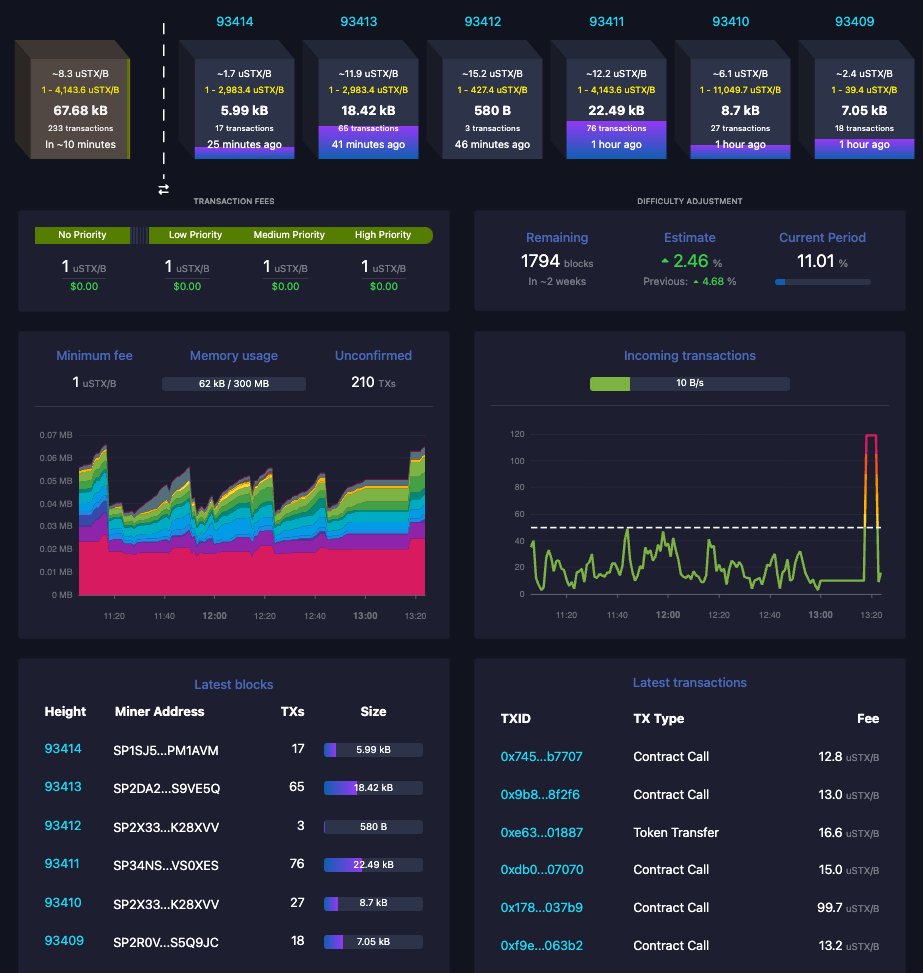 93414 93413 93412 93411 93410 93409
~8.3 uSTX/B ~1.7 uSTX/B ~11.9 uSTX/B ~15.2 uSTX/B ~12.2 uSTX/B ~6.1 uSTX/B ~2.4 uSTX/B
1 - 4,143.6 uSTX/B 1 - 2,983.4 uSTX/B 1 - 2,983.4 uSTX/B 1 - 427.4 uSTX/B 1 - 4,143.6 uSTX/B 1 - 11,049.7 uSTX/B 1 - 39.4 uSTX/B
67.68 kB 5.99 kB 18.42 kB 580 B 22.49 kB 8.7 kB 7.05 kB
233 transactions 17 transactions 65 transactions 3 transactions 76 transactions 27 transactions 18 transactions
In ~10 minutes 25 minutes ago 41 minutes ago 46 minutes ago 1 hour ago 1 hour ago 1 hour ago
TRANSACTION FEES
No Priority Low Priority Medium Priority High Priority
1 uSTX/B 1 uSTX/B 1 uSTX/B 1 uSTX/B
$0.00 $0.00 $0.00 $0.00
DIFFICULTY ADJUSTMENT
Remaining Estimate Current Period
1794 blocks 2.46 % 11.01 %
In ~2 weeks Previous: 4.68 %
Minimum fee Memory usage Unconfirmed
1 uSTX/B 62 kB / 300 MB 210 TXs
0.07 MB
0.06 MB
0.05 MB
0.04 MB
0.03 MB
0.02 MB
0.01 MB
0 MB
11:20 11:40 12:00 12:20 12:40 13:00 13:20
Incoming transactions
10 B/s
120
100
80
60
40
20
0
11:20 11:40 12:00 12:20 12:40 13:00 13:20
Latest blocks
Height Miner Address TXs Size
93414 SP1SJ5...PM1AVM 17 5.99 kB
93413 SP2DA2...S9VE5Q 65 18.42 kB
93412 SP2X33...K28XVV 3 580 B
93411 SP34NS...VS0XES 76 22.49 kB
93410 SP2X33...K28XVV 27 8.7 kB
93409 SP2R0V...S5Q9JC 18 7.05 kB
Latest transactions
TXID TX Type Fee
0x745...b7707 Contract Call 12.8 uSTX/B
0x9b8...8f2f6 Contract Call 13.0 uSTX/B
0xe63...01887 Token Transfer 16.6 uSTX/B
0xdb0...07070 Contract Call 15.0 uSTX/B
0x178...037b9 Contract Call 99.7 uSTX/B
0xf9e...063b2 Contract Call 13.2 uSTX/B